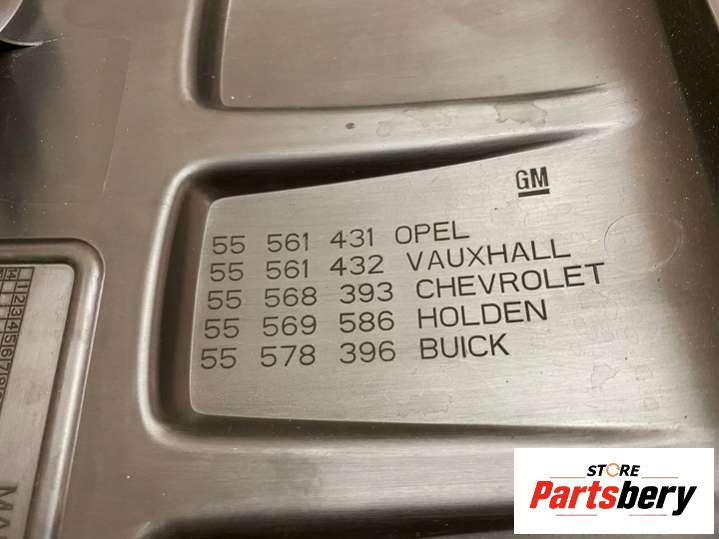 GM
55 561 431 OPEL
55 561 432 VAUXHALL
55 568 393 CHEVROLET
55 569 586 HOLDEN
55 578 396 BUICK
STORE
Partsbery